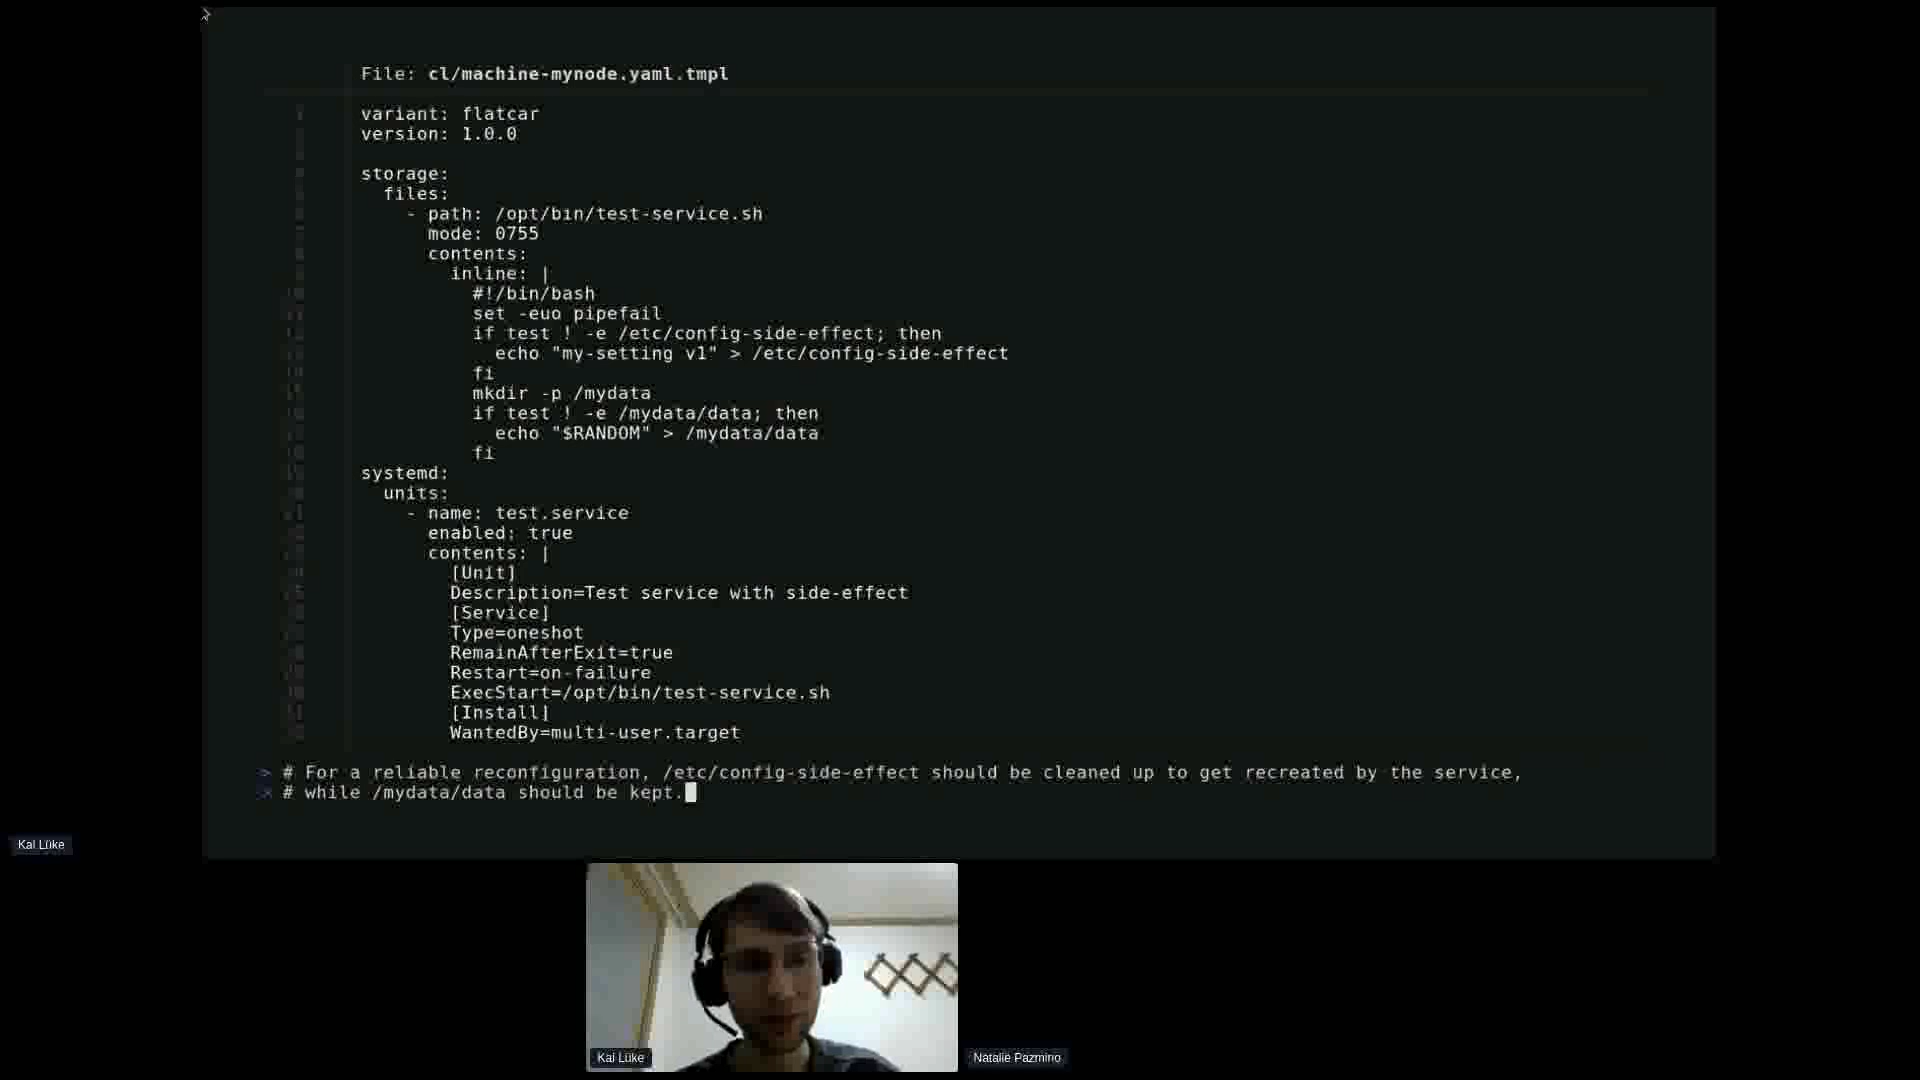 File: cl/machine-mynode.yaml.tmpl
variant: flatcar
version: 1.0.0
storage:
files:
- path: /opt/bin/test-service.sh
mode: 0755
contents:
inline: |
#!/bin/bash
set -euo pipefail
if test ! -e /etc/config-side-effect; then
echo "my-setting v1" > /etc/config-side-effect
fi
mkdir -p /mydata
if test ! -e /mydata/data; then
echo "$RANDOM" > /mydata/data
fi
systemd:
units:
- name: test.service
enabled: true
contents: |
[Unit]
Description=Test service with side-effect
[Service]
Type=oneshot
RemainAfterExit=true
Restart=on-failure
ExecStart=/opt/bin/test-service.sh
[Install]
WantedBy=multi-user.target
> # For a reliable reconfiguration, /etc/config-side-effect should be cleaned up to get recreated by the service,
> # while /mydata/data should be kept.
Kai Lüke
Kai Lüke
Natalie Pazmino